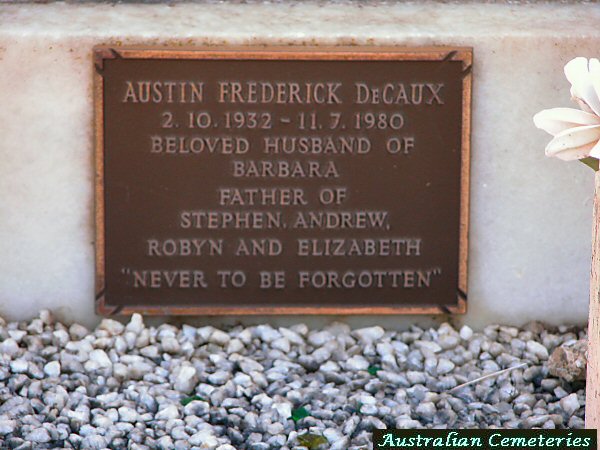 AUSTIN FREDERICK DECAUX
2. 10. 1932 - 11. 7. 1980
BELOVED HUSBAND OF
BARBARA
FATHER OF
STEPHEN, ANDREW,
ROBYN AND ELIZABETH
"NEVER TO BE FORGOTTEN"
Australian Cemeteries